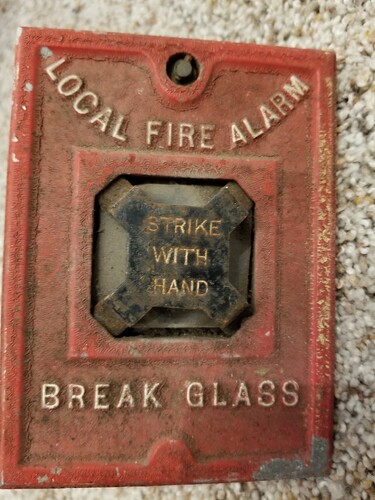 LOCAL FIRE ALARM
STRIKE
WITH
HAND
BREAK GLASS